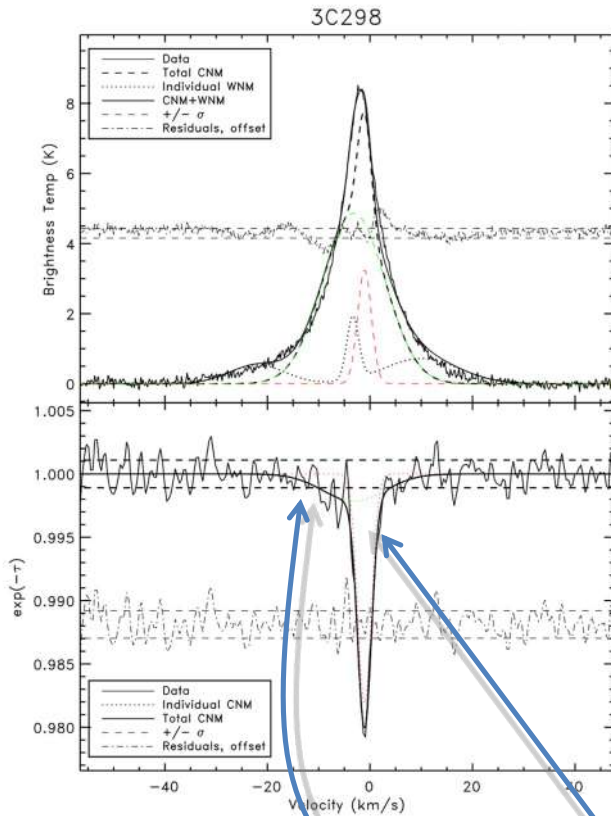 3C298
Data
Total CNM
Individual WNM
CNM+WNM
+/- σ
Residuals, offset
Brightness Temp (K)
8
6
4
2
0
1.005
1.000
0.995
0.990
0.985
0.980
exp(-τ)
Data
Individual CNM
Total CNM
+/- σ
Residuals, offset
-40 -20 0 20 40
Velocity (km/s)